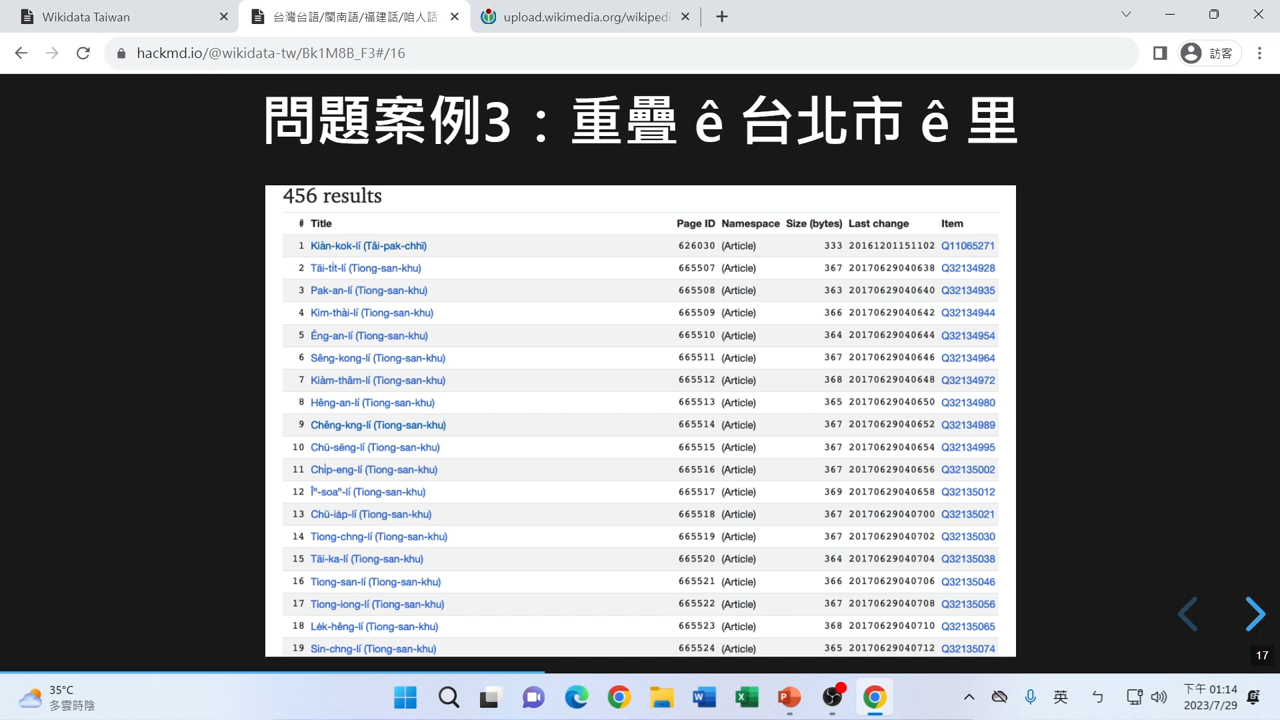 Wikidata Taiwan
台灣台語/閩南語/福建話/咱人話
upload.wikimedia.org/wikiped
hackmd.io/@wikidata-tw/Bk1M8B_F3#/16
訪客
問題案例3：重疊 ê 台北市 ê 里
456 results
# Title Page ID Namespace Size (bytes) Last change Item
1 Kiàn-kok-lí (Tâi-pak-chhī) 626030 (Article) 333 20161201151102 Q11065271
2 Tāi-ti̍t-lí (Tiong-san-khu) 665507 (Article) 367 20170629040638 Q32134928
3 Pak-an-lí (Tiong-san-khu) 665508 (Article) 363 20170629040640 Q32134935
4 Kim-thài-lí (Tiong-san-khu) 665509 (Article) 366 20170629040642 Q32134944
5 Éng-an-lí (Tiong-san-khu) 665510 (Article) 364 20170629040644 Q32134954
6 Sêng-kong-lí (Tiong-san-khu) 665511 (Article) 367 20170629040646 Q32134964
7 Kiàm-thâm-lí (Tiong-san-khu) 665512 (Article) 368 20170629040648 Q32134972
8 Hêng-an-lí (Tiong-san-khu) 665513 (Article) 365 20170629040650 Q32134980
9 Chêng-kng-lí (Tiong-san-khu) 665514 (Article) 367 20170629040652 Q32134989
10 Chū-sêng-lí (Tiong-san-khu) 665515 (Article) 367 20170629040654 Q32134995
11 Chi̍p-eng-lí (Tiong-san-khu) 665516 (Article) 367 20170629040656 Q32135002
12 Îⁿ-soaⁿ-lí (Tiong-san-khu) 665517 (Article) 369 20170629040658 Q32135012
13 Chū-ia̍p-lí (Tiong-san-khu) 665518 (Article) 367 20170629040700 Q32135021
14 Tiong-chng-lí (Tiong-san-khu) 665519 (Article) 367 20170629040702 Q32135030
15 Tāi-ka-lí (Tiong-san-khu) 665520 (Article) 364 20170629040704 Q32135038
16 Tiong-san-lí (Tiong-san-khu) 665521 (Article) 366 20170629040706 Q32135046
17 Tiong-iong-lí (Tiong-san-khu) 665522 (Article) 367 20170629040708 Q32135056
18 Le̍k-hêng-lí (Tiong-san-khu) 665523 (Article) 368 20170629040710 Q32135065
19 Sin-chng-lí (Tiong-san-khu) 665524 (Article) 365 20170629040712 Q32135074
17
35°C
多雲時陰
英
ㄅ
下午 01:14
2023/7/29